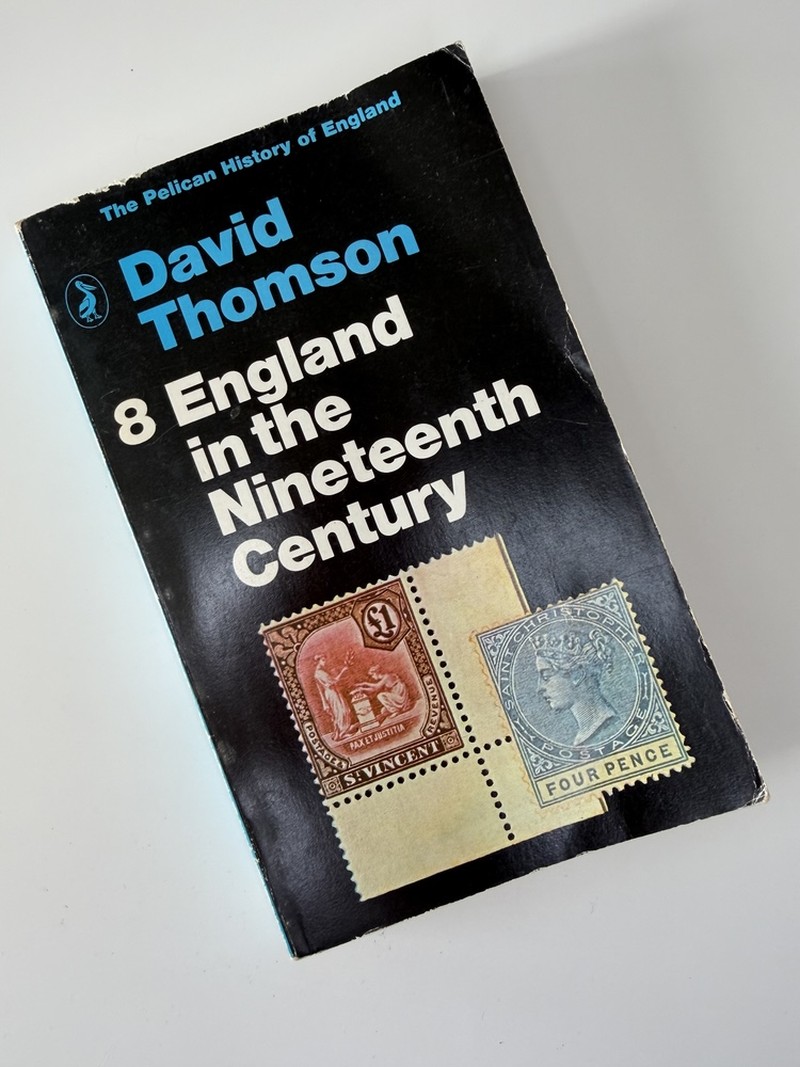 The Pelican History of England
David
Thomson
8 England
in the
Nineteenth
Century
£1
POSTAGE &
REVENUE
PAX ET JUSTITIA
ST VINCENT
SAINT CHRISTOPHER
POSTAGE
FOUR PENCE